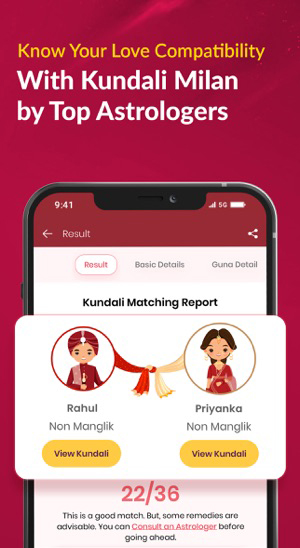 Know Your Love Compatibility
With Kundali Milan
by Top Astrologers
9:41
5G
Result
Result Basic Details Guna Detail
Kundali Matching Report
Rahul Priyanka
Non Manglik Non Manglik
View Kundali View Kundali
22/36
This is a good match. But, some remedies are
advisable. You can Consult an Astrologer before
going ahead.